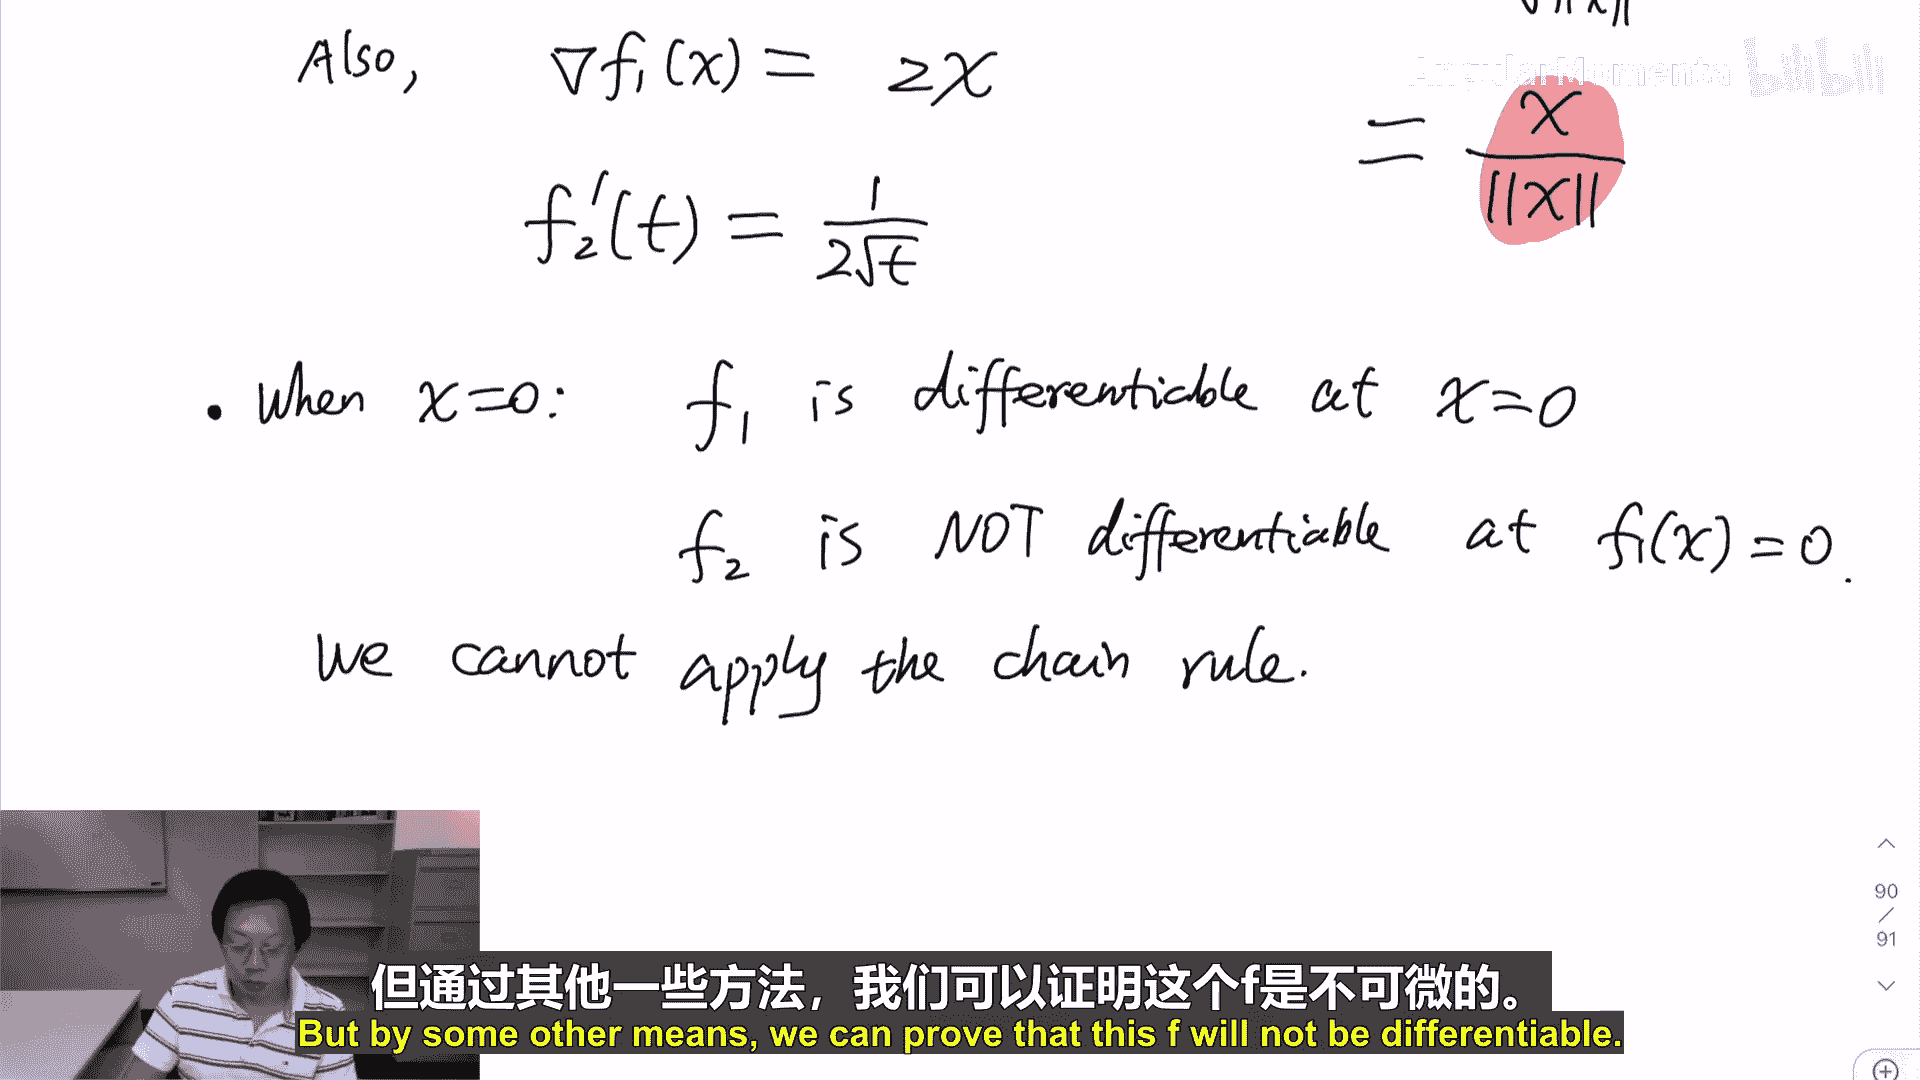 Also, ∇f₁(x) = 2x
AngularMomenta bilibili
= x / ||x||
f₂'(t) = 1 / 2√t
• When x=0: f₁ is differentiable at x=0
f₂ is NOT differentiable at f₁(x)=0.
We cannot apply the chain rule.
90
/
91
但通过其他一些方法，我们可以证明这个f是不可微的。
But by some other means, we can prove that this f will not be differentiable.